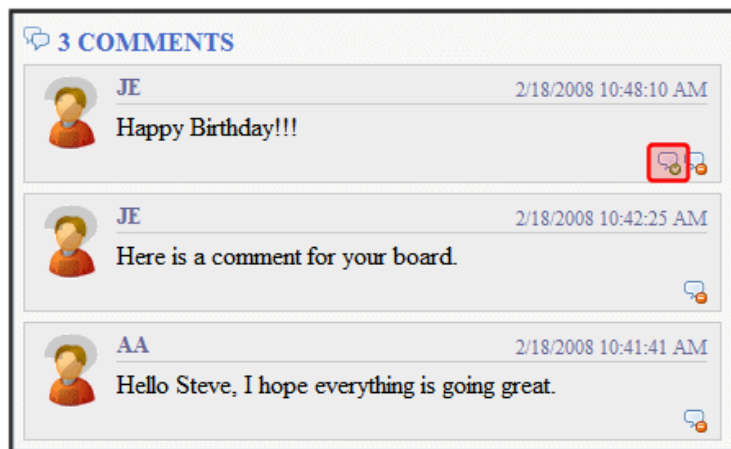 3 COMMENTS
JE 2/18/2008 10:48:10 AM
Happy Birthday!!!
JE 2/18/2008 10:42:25 AM
Here is a comment for your board.
AA 2/18/2008 10:41:41 AM
Hello Steve, I hope everything is going great.